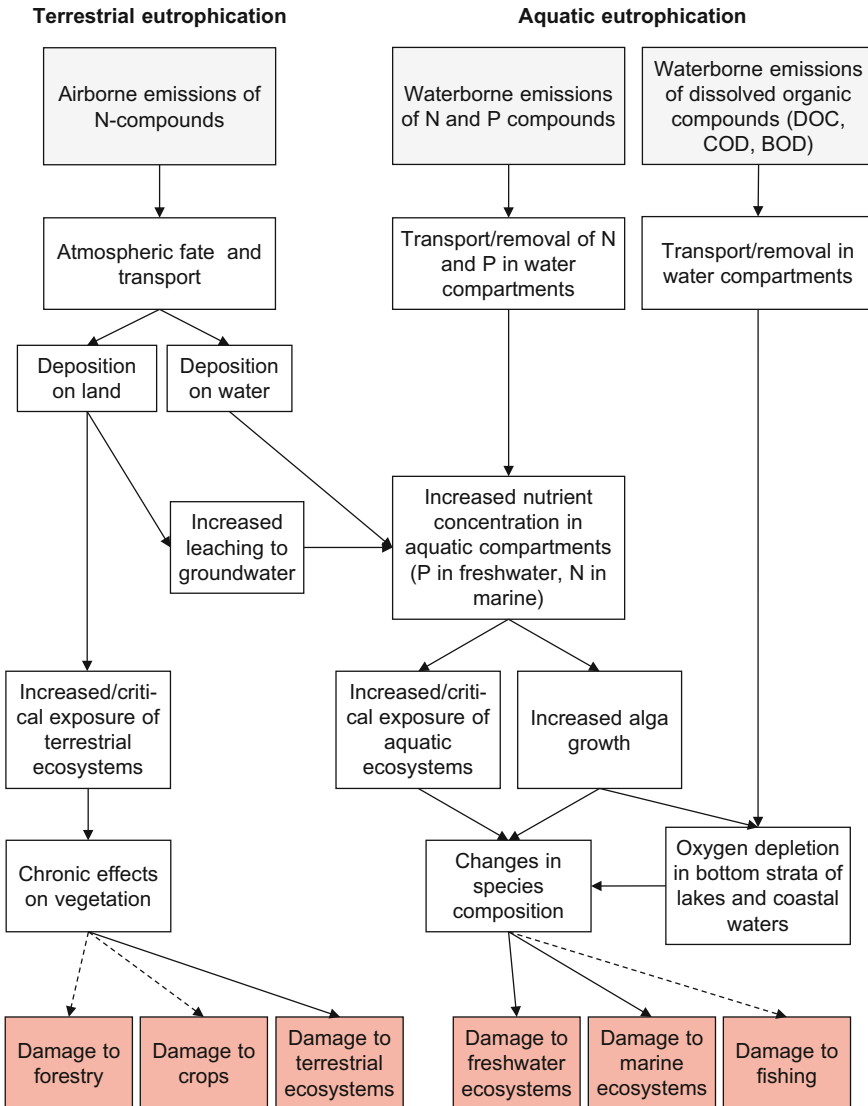 Terrestrial eutrophication
Aquatic eutrophication
Airborne emissions of
N-compounds
Waterborne emissions
of N and P compounds
Waterborne emissions
of dissolved organic
compounds (DOC,
COD, BOD)
Atmospheric fate and
transport
Transport/removal of N
and P in water
compartments
Transport/removal in
water compartments
Deposition
on land
Deposition
on water
Increased
leaching to
groundwater
Increased nutrient
concentration in
aquatic compartments
(P in freshwater, N in
marine)
Increased/criti-
cal exposure of
terrestrial
ecosystems
Increased/criti-
cal exposure of
aquatic
ecosystems
Increased alga
growth
Chronic effects
on vegetation
Changes in
species
composition
Oxygen depletion
in bottom strata of
lakes and coastal
waters
Damage to
forestry
Damage to
crops
Damage to
terrestrial
ecosystems
Damage to
freshwater
ecosystems
Damage to
marine
ecosystems
Damage to
fishing